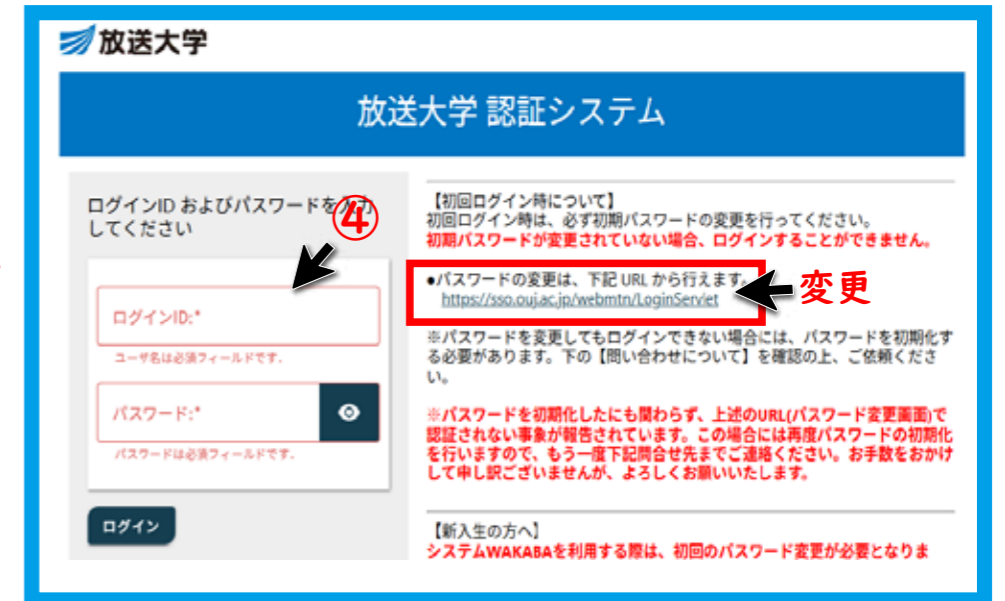 放送大学
放送大学 認証システム
ログインID およびパスワードを入力
してください
④
ログインID:*
ユーザ名は必須フィールドです.
パスワード:*
パスワードは必須フィールドです.
ログイン
【初回ログイン時について】
初回ログイン時は、必ず初期パスワードの変更を行ってください。
初期パスワードが変更されていない場合、ログインすることができません。
●パスワードの変更は、下記 URL から行えます。
https://sso.ouj.ac.jp/webmtn/LoginServlet
変更
※パスワードを変更してもログインできない場合には、パスワードを初期化す
る必要があります。下の【問い合わせについて】を確認の上、ご依頼くださ
い。
※パスワードを初期化したにも関わらず、上述のURL(パスワード変更画面)で
認証されない事象が報告されています。この場合には再度パスワードの初期化
を行いますので、もう一度下記問合せ先までご連絡ください。お手数をおかけ
して申し訳ございませんが、よろしくお願いいたします。
【新入生の方へ】
システムWAKABAを利用する際は、初回のパスワード変更が必要となりま